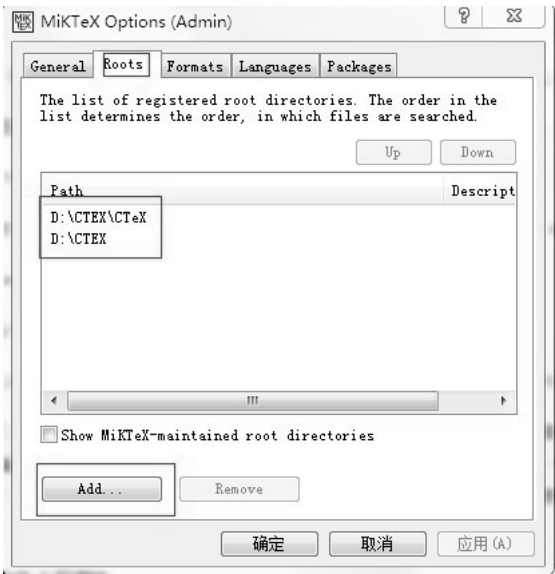 MiKTeX Options (Admin)
General Roots Formats Languages Packages
The list of registered root directories. The order in the
list determines the order, in which files are searched.
Up Down
Path Descript
D:\CTEX\CTeX
D:\CTEX
Show MiKTeX-maintained root directories
Add... Remove
确定 取消 应用(A)